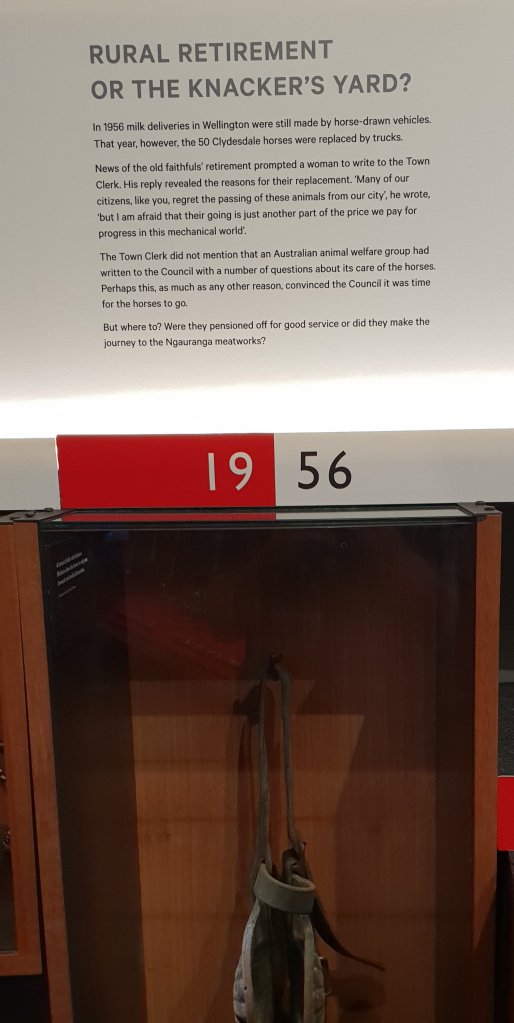 RURAL RETIREMENT
OR THE KNACKER'S YARD?
In 1956 milk deliveries in Wellington were still made by horse-drawn vehicles.
That year, however, the 50 Clydesdale horses were replaced by trucks.
News of the old faithfuls' retirement prompted a woman to write to the Town
Clerk. His reply revealed the reasons for their replacement. 'Many of our
citizens, like you, regret the passing of these animals from our city', he wrote,
'but I am afraid that their going is just another part of the price we pay for
progress in this mechanical world'.
The Town Clerk did not mention that an Australian animal welfare group had
written to the Council with a number of questions about its care of the horses.
Perhaps this, as much as any other reason, convinced the Council it was time
for the horses to go.
But where to? Were they pensioned off for good service or did they make the
journey to the Ngauranga meatworks?
19 56